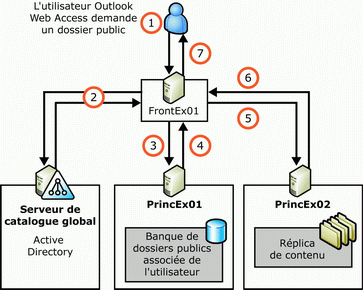 L'utilisateur Outlook
Web Access demande
un dossier public
1
7
2
FrontEx01
6
5
3
4
Serveur de
catalogue global
Active
Directory
PrincEx01
Banque de
dossiers publics
associée de
l'utilisateur
PrincEx02
Réplica
de contenu